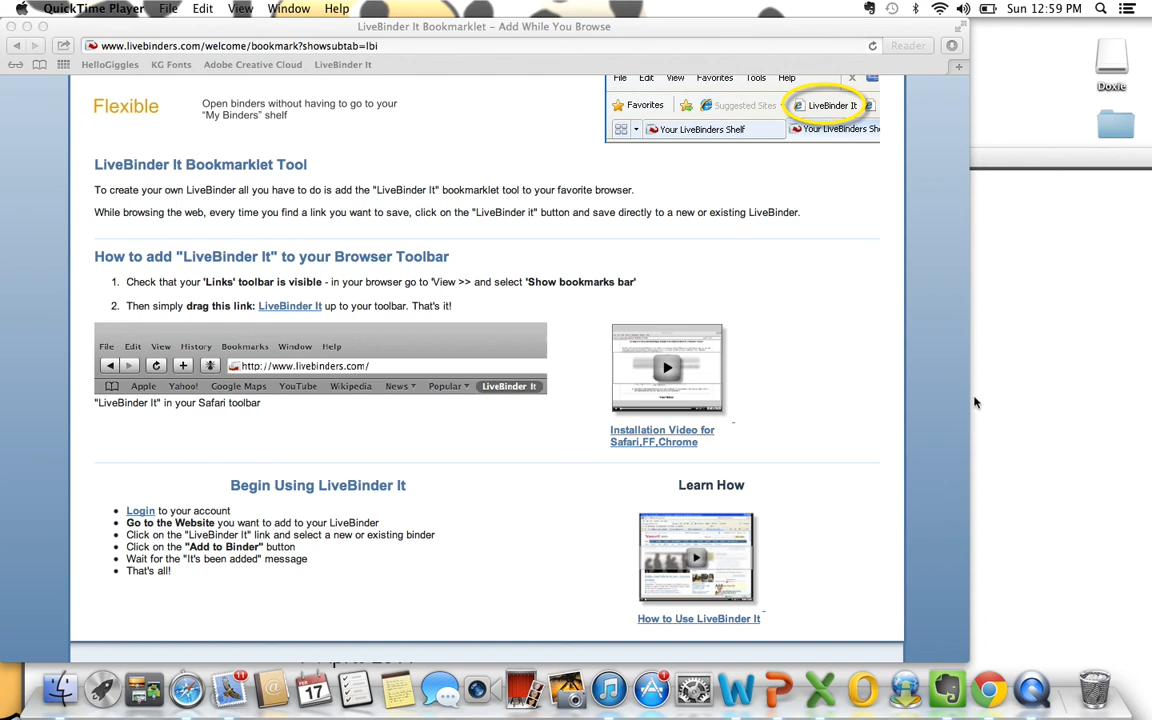 QuickTime Player File Edit View Window Help Sun 12:59 PM
LiveBinder It Bookmarklet – Add While You Browse
www.livebinders.com/welcome/bookmark?showsubtab=lbi Reader
HelloGiggles KG Fonts Adobe Creative Cloud LiveBinder It
Doxie
File Edit View Favorites Tools Help
Favorites Suggested Sites LiveBinder It
Your LiveBinders Shelf Your LiveBinders She
Flexible
Open binders without having to go to your
"My Binders" shelf
LiveBinder It Bookmarklet Tool
To create your own LiveBinder all you have to do is add the "LiveBinder It" bookmarklet tool to your favorite browser.
While browsing the web, every time you find a link you want to save, click on the "LiveBinder it" button and save directly to a new or existing LiveBinder.
How to add "LiveBinder It" to your Browser Toolbar
1. Check that your 'Links' toolbar is visible - in your browser go to 'View >> and select 'Show bookmarks bar'
2. Then simply drag this link: LiveBinder It up to your toolbar. That's it!
File Edit View History Bookmarks Window Help
http://www.livebinders.com/
Apple Yahoo! Google Maps YouTube Wikipedia News Popular LiveBinder It
"LiveBinder It" in your Safari toolbar
Installation Video for
Safari,FF,Chrome
Begin Using LiveBinder It
Login to your account
Go to the Website you want to add to your LiveBinder
Click on the "LiveBinder It" link and select a new or existing binder
Click on the "Add to Binder" button
Wait for the "It's been added" message
That's all!
Learn How
How to Use LiveBinder It
11
FEB
17
1